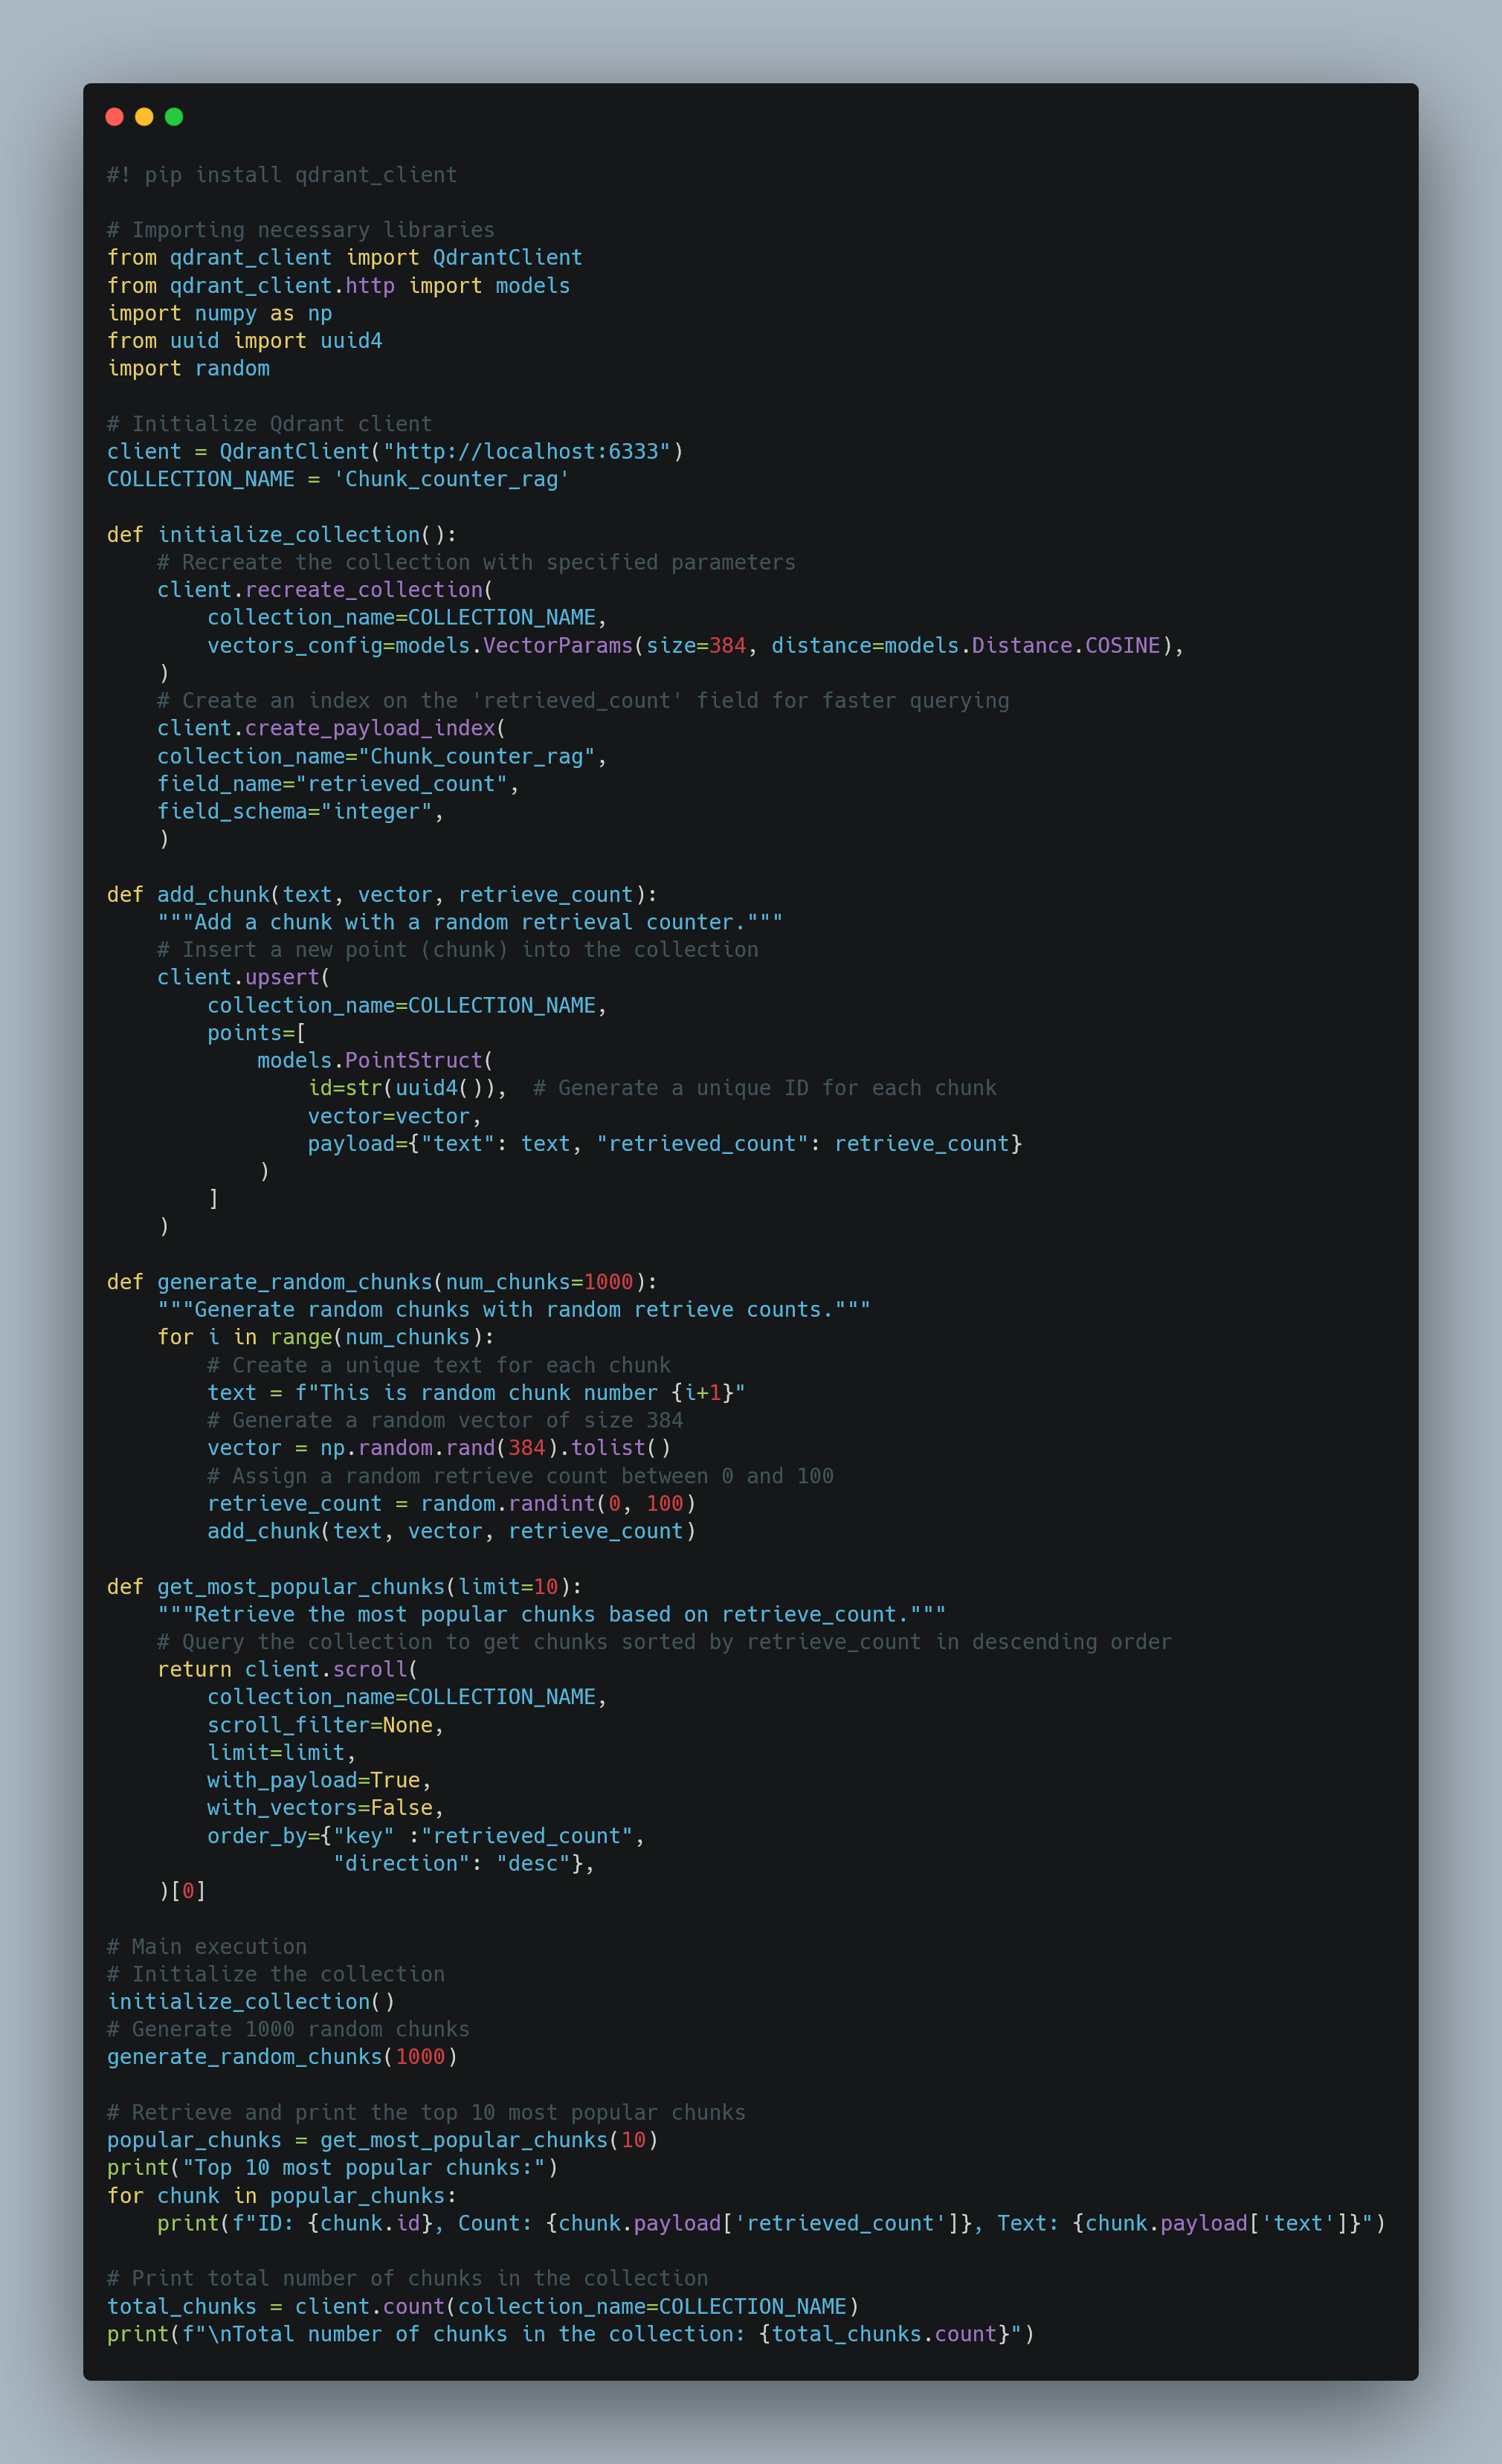 #! pip install qdrant_client

# Importing necessary libraries
from qdrant_client import QdrantClient
from qdrant_client.http import models
import numpy as np
from uuid import uuid4
import random

# Initialize Qdrant client
client = QdrantClient("http://localhost:6333")
COLLECTION_NAME = 'Chunk_counter_rag'

def initialize_collection():
    # Recreate the collection with specified parameters
    client.recreate_collection(
        collection_name=COLLECTION_NAME,
        vectors_config=models.VectorParams(size=384, distance=models.Distance.COSINE),
    )
    # Create an index on the 'retrieved_count' field for faster querying
    client.create_payload_index(
    collection_name="Chunk_counter_rag",
    field_name="retrieved_count",
    field_schema="integer",
    )

def add_chunk(text, vector, retrieve_count):
    """Add a chunk with a random retrieval counter."""
    # Insert a new point (chunk) into the collection
    client.upsert(
        collection_name=COLLECTION_NAME,
        points=[
            models.PointStruct(
                id=str(uuid4()),  # Generate a unique ID for each chunk
                vector=vector,
                payload={"text": text, "retrieved_count": retrieve_count}
            )
        ]
    )

def generate_random_chunks(num_chunks=1000):
    """Generate random chunks with random retrieve counts."""
    for i in range(num_chunks):
        # Create a unique text for each chunk
        text = f"This is random chunk number {i+1}"
        # Generate a random vector of size 384
        vector = np.random.rand(384).tolist()
        # Assign a random retrieve count between 0 and 100
        retrieve_count = random.randint(0, 100)
        add_chunk(text, vector, retrieve_count)

def get_most_popular_chunks(limit=10):
    """Retrieve the most popular chunks based on retrieve_count."""
    # Query the collection to get chunks sorted by retrieve_count in descending order
    return client.scroll(
        collection_name=COLLECTION_NAME,
        scroll_filter=None,
        limit=limit,
        with_payload=True,
        with_vectors=False,
        order_by={"key" :"retrieved_count",
                  "direction": "desc"},
    )[0]

# Main execution
# Initialize the collection
initialize_collection()
# Generate 1000 random chunks
generate_random_chunks(1000)

# Retrieve and print the top 10 most popular chunks
popular_chunks = get_most_popular_chunks(10)
print("Top 10 most popular chunks:")
for chunk in popular_chunks:
    print(f"ID: {chunk.id}, Count: {chunk.payload['retrieved_count']}, Text: {chunk.payload['text']}")

# Print total number of chunks in the collection
total_chunks = client.count(collection_name=COLLECTION_NAME)
print(f"\nTotal number of chunks in the collection: {total_chunks.count}")